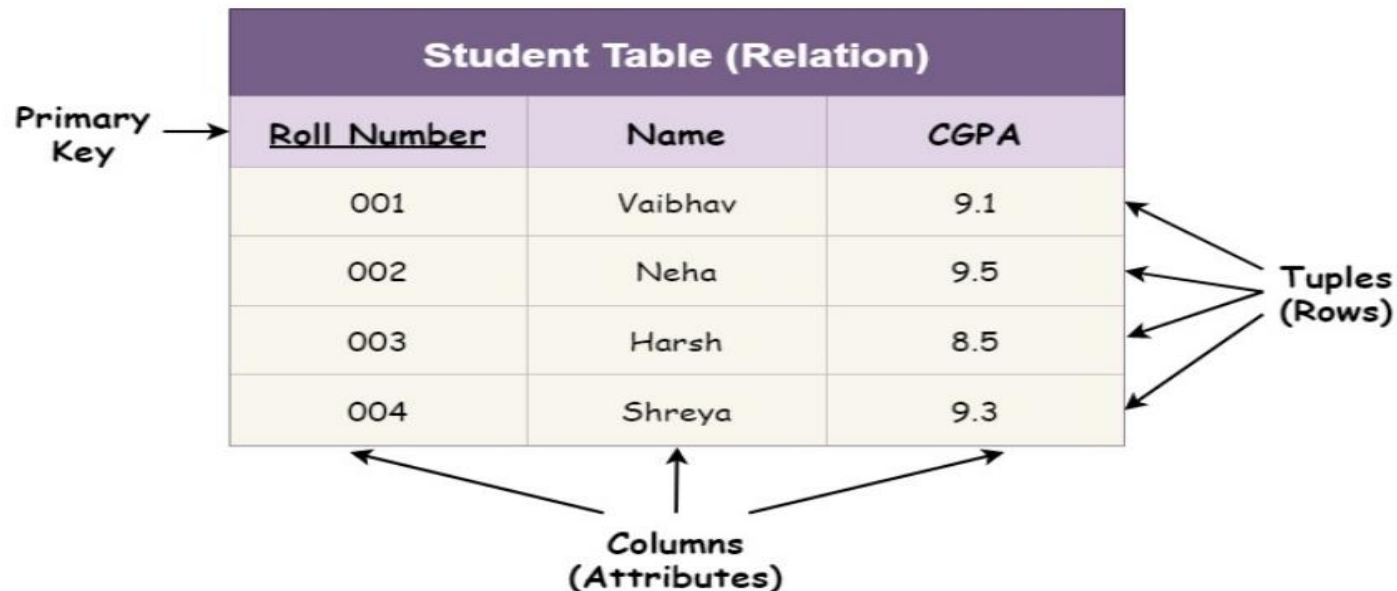 Student Table (Relation)
Primary
Key
Roll Number Name CGPA
001 Vaibhav 9.1
002 Neha 9.5
003 Harsh 8.5
004 Shreya 9.3
Tuples
(Rows)
Columns
(Attributes)